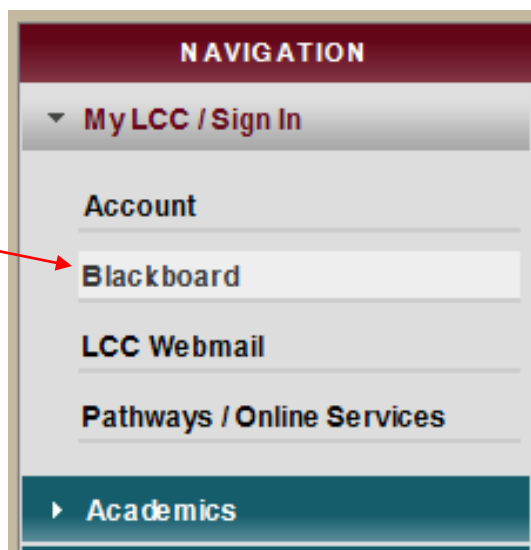 NAVIGATION
My LCC / Sign In
Account
Blackboard
LCC Webmail
Pathways / Online Services
Academics